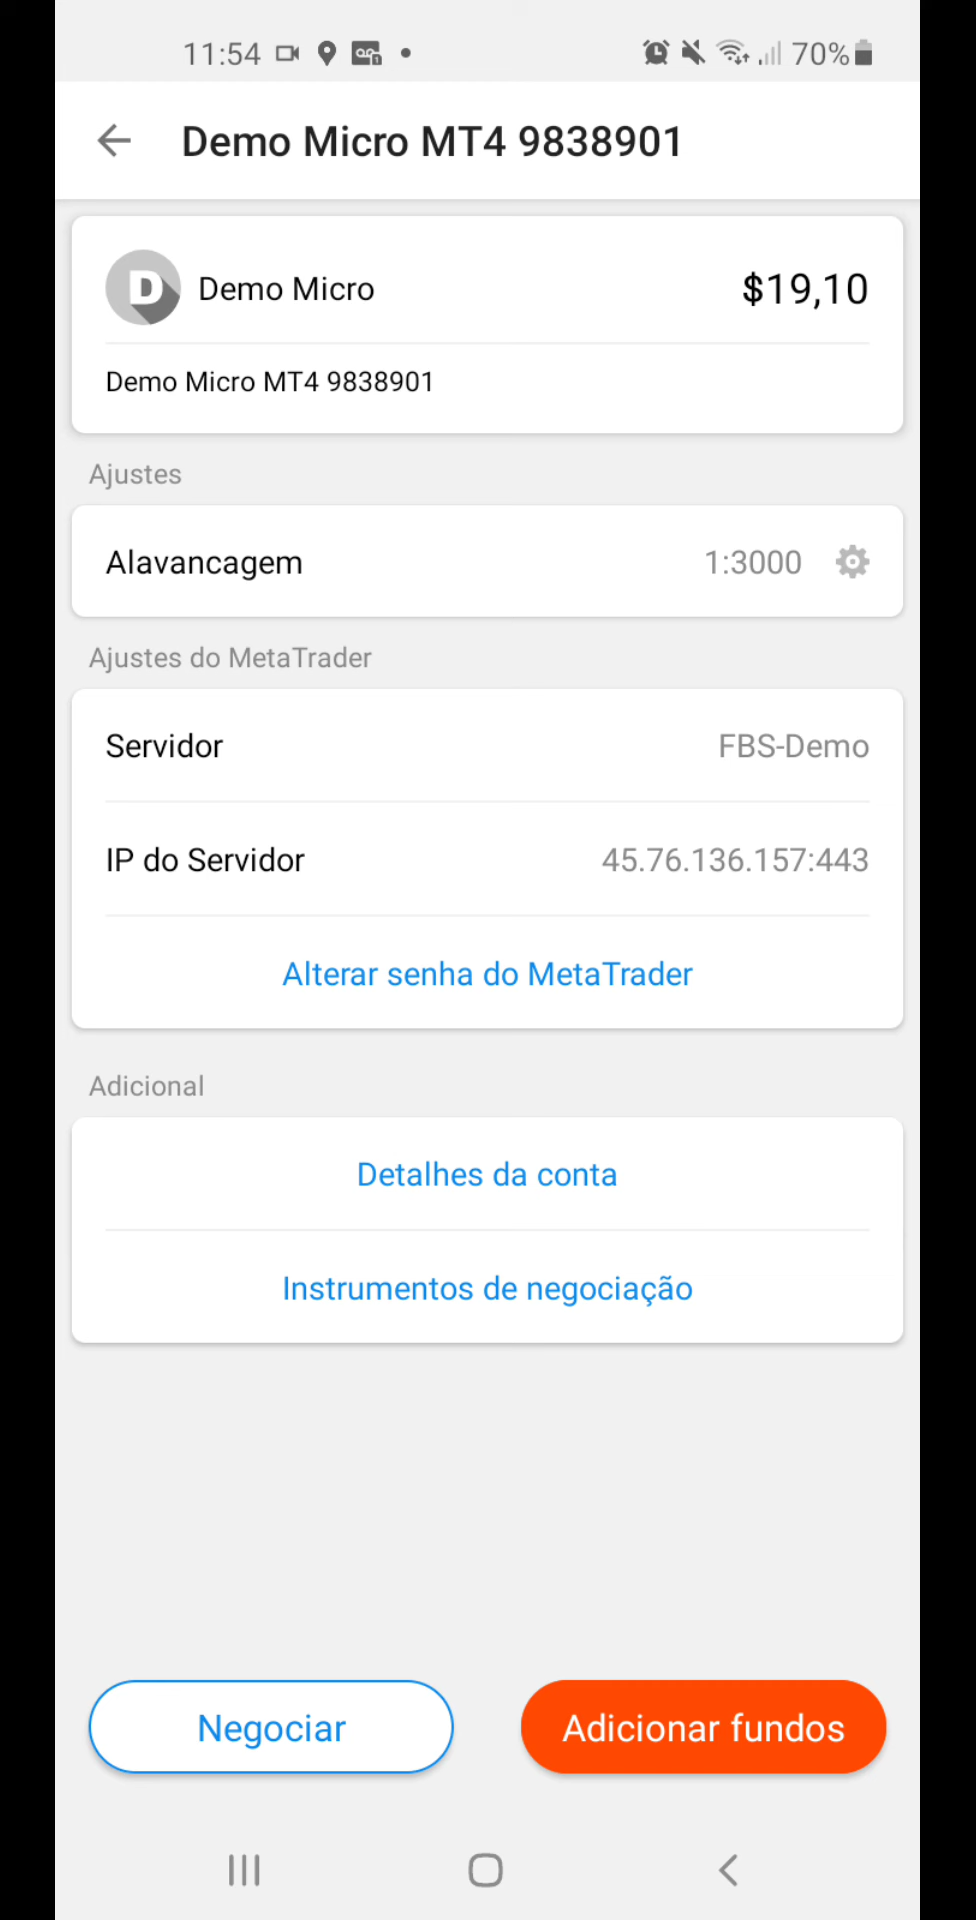 11:54 70%
Demo Micro MT4 9838901
D Demo Micro $19,10
Demo Micro MT4 9838901
Ajustes
Alavancagem 1:3000
Ajustes do MetaTrader
Servidor FBS-Demo
IP do Servidor 45.76.136.157:443
Alterar senha do MetaTrader
Adicional
Detalhes da conta
Instrumentos de negociação
Negociar Adicionar fundos